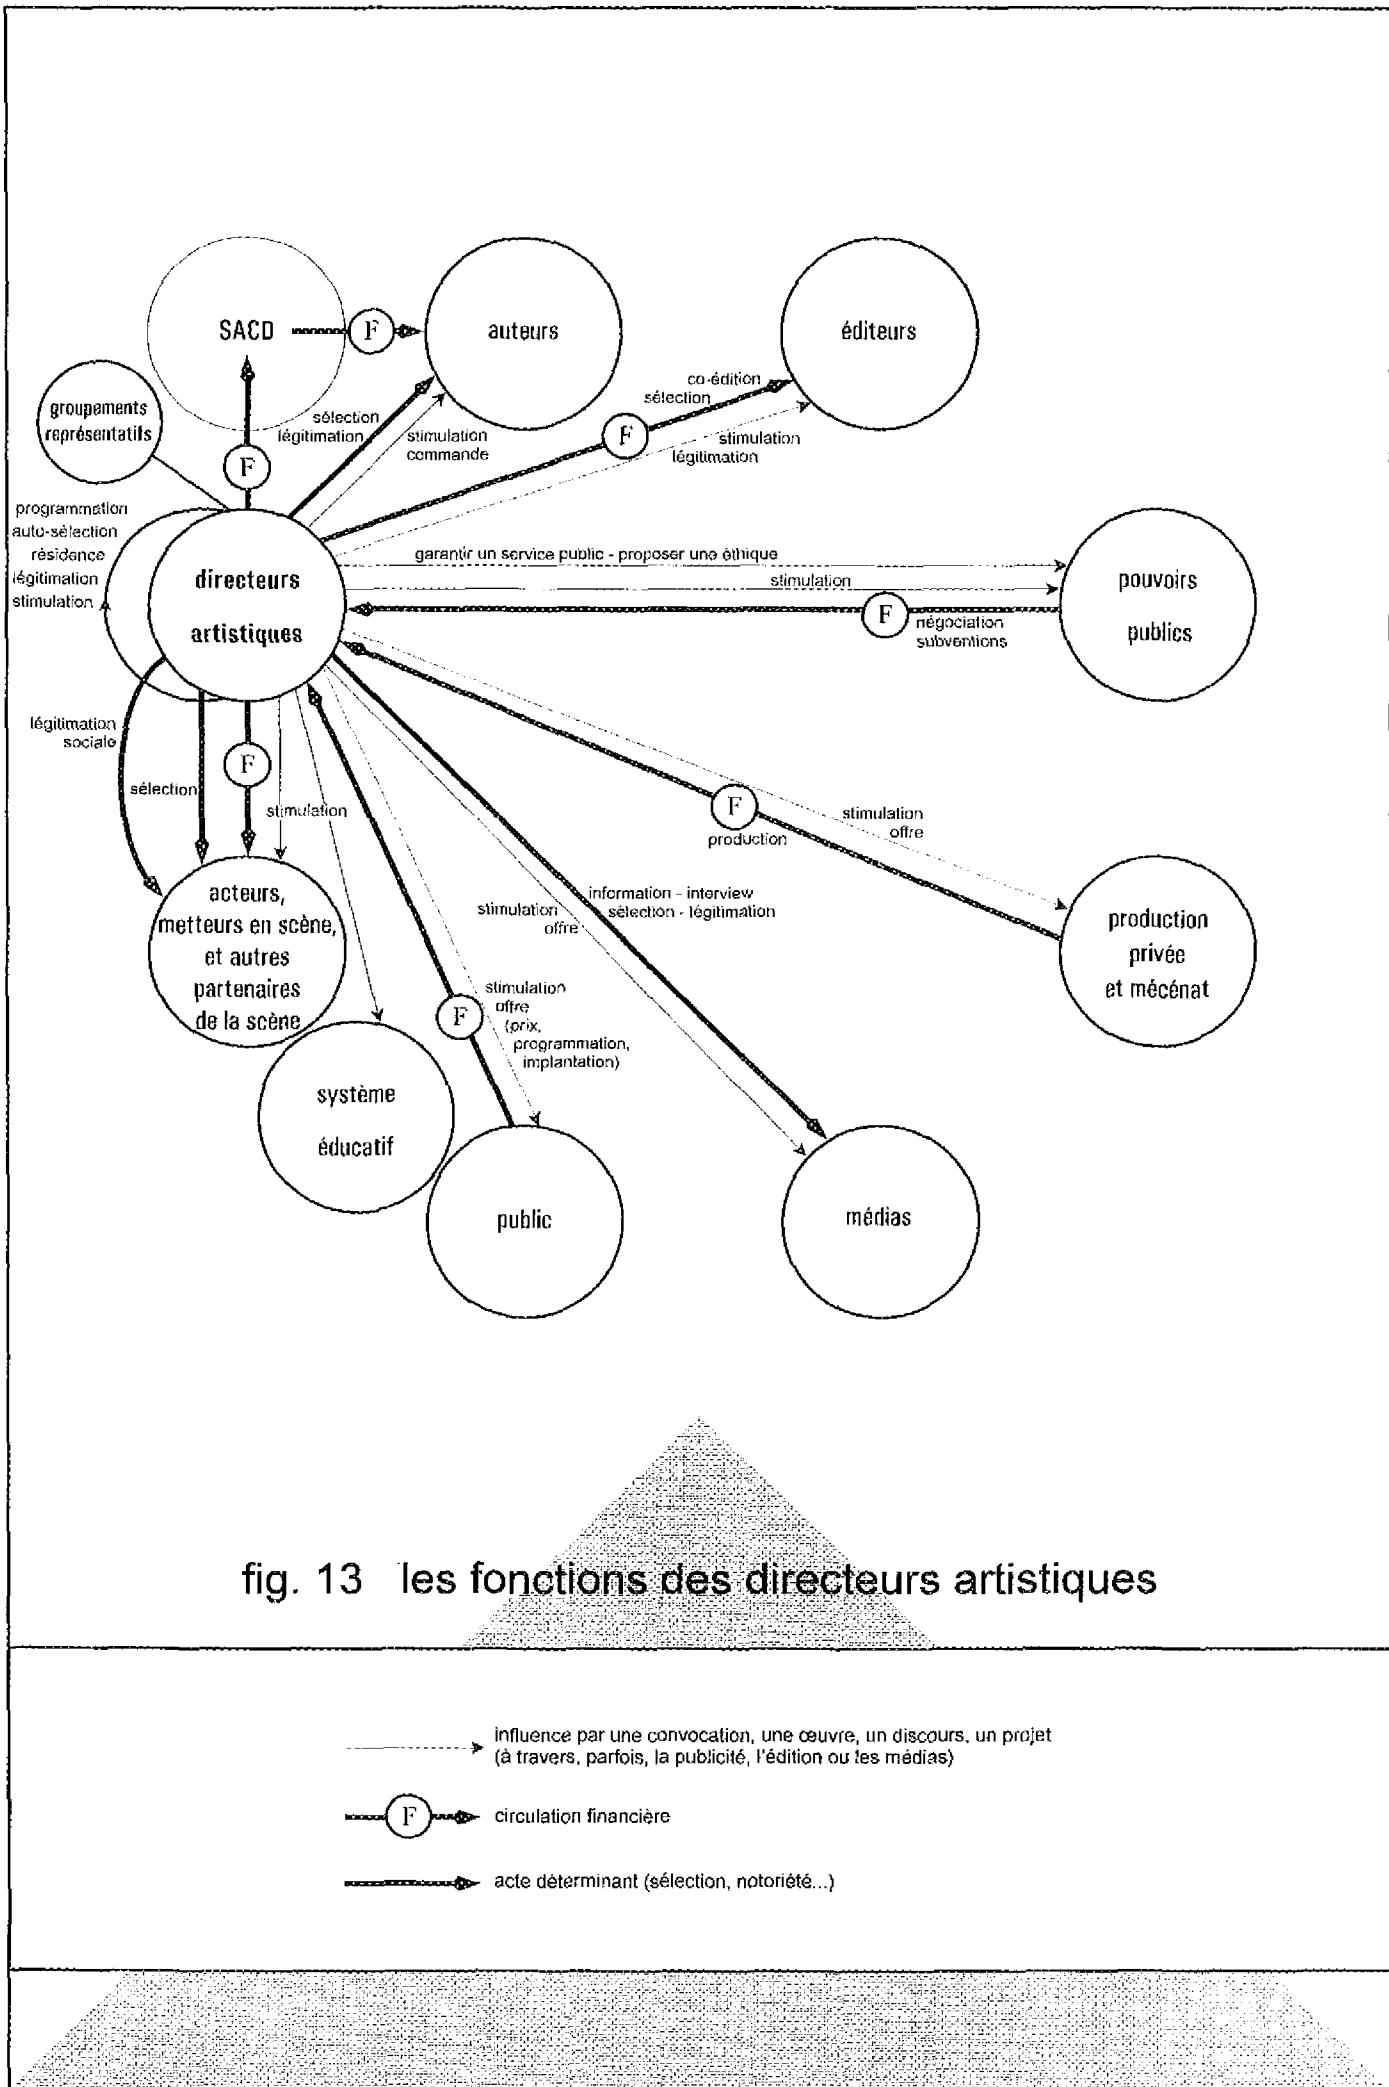 SACD
F
auteurs
éditeurs
groupements
représentatifs
F
sélection
légitimation
stimulation
commande
co-édition
sélection
F
stimulation
légitimation
programmation
auto-sélection
résidence
légitimation
stimulation
directeurs
artistiques
garantir un service public - proposer une éthique
stimulation
F
négociation
subventions
pouvoirs
publics
légitimation
sociale
sélection
F
stimulation
F
production
stimulation
offre
production
privée
et mécénat
information - interview
sélection - légitimation
stimulation
offre
acteurs,
metteurs en scène,
et autres
partenaires
de la scène
F
stimulation
offre
(prix,
programmation,
implantation)
système
éducatif
public
médias
fig. 13 les fonctions des directeurs artistiques
influence par une convocation, une œuvre, un discours, un projet
(à travers, parfois, la publicité, l'édition ou les médias)
F
circulation financière
acte déterminant (sélection, notoriété...)